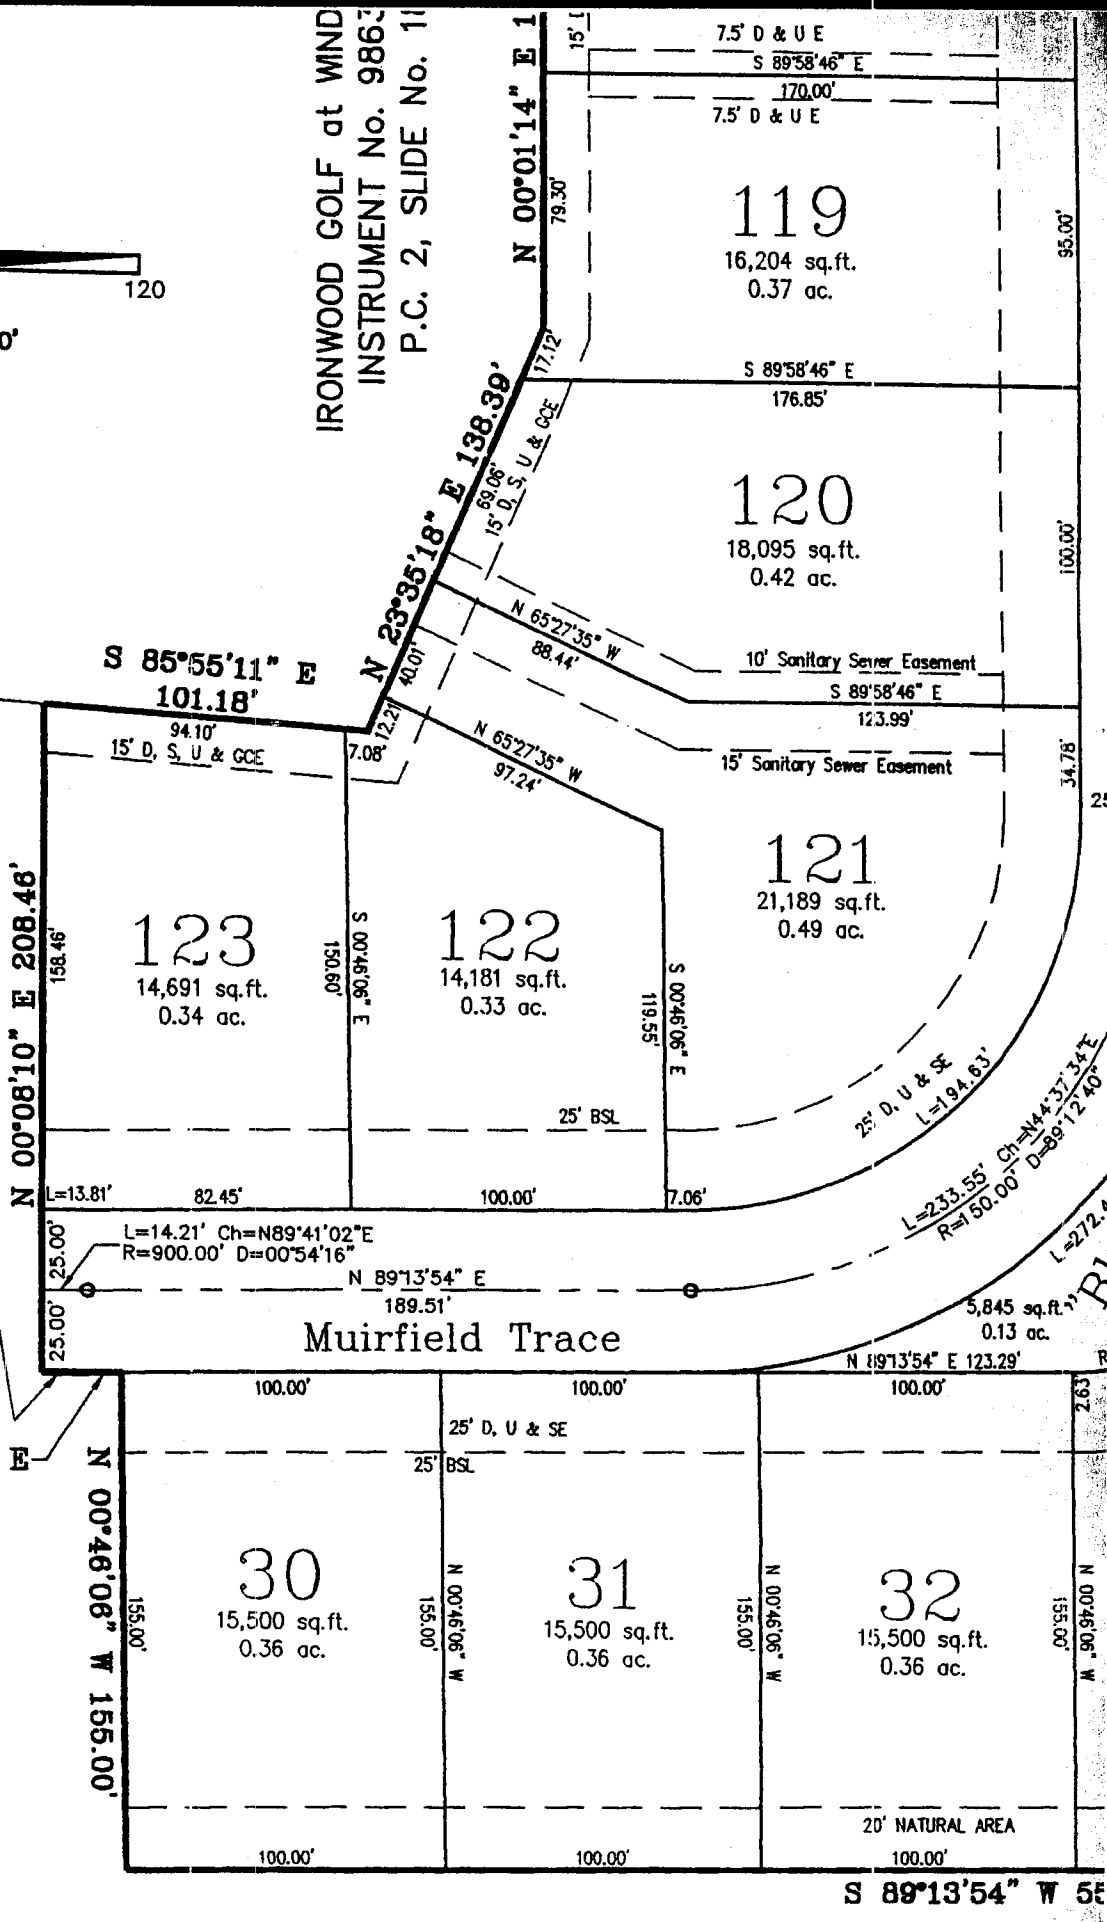 120
0'
IRONWOOD GOLF at WIND
INSTRUMENT No. 9863
P.C. 2, SLIDE No. 1
N 00°01'14" E 1
15'
7.5' D & U E
S 89°58'46" E
170.00'
7.5' D & U E
79.30'
119
16,204 sq.ft.
0.37 ac.
95.00'
17.12'
S 89°58'46" E
176.85'
N 23°35'18" E 138.39'
69.06'
15' D, S, U & GCE
120
18,095 sq.ft.
0.42 ac.
100.00'
N 65°27'35" W
88.44'
10' Sanitary Sewer Easement
S 89°58'46" E
123.99'
15' Sanitary Sewer Easement
34.78'
25
S 85°55'11" E
101.18'
94.10'
15' D, S, U & GCE
7.08'
12.21'
40.01'
N 65°27'35" W
97.24'
121
21,189 sq.ft.
0.49 ac.
N 00°08'10" E 208.46'
158.46'
123
14,691 sq.ft.
0.34 ac.
S 00°46'06" E
150.60'
122
14,181 sq.ft.
0.33 ac.
S 00°46'06" E
119.55'
25' BSL
25' D, U & SE
L=194.63'
L=233.55' Ch=N44°37'34"E
R=150.00' D=89°12'40"
L=272.4
L=13.81'
82.45'
100.00'
7.06'
25.00'
25.00'
L=14.21' Ch=N89°41'02"E
R=900.00' D=00°54'16"
N 89°13'54" E
189.51'
Muirfield Trace
"Bl
5,845 sq.ft.
0.13 ac.
N 89°13'54" E 123.29'
R
100.00'
100.00'
100.00'
2.63'
25' D, U & SE
25' BSL
E
N 00°46'06" W 155.00'
155.00'
30
15,500 sq.ft.
0.36 ac.
155.00'
N 00°46'06" W
31
15,500 sq.ft.
0.36 ac.
155.00'
N 00°46'06" W
32
15,500 sq.ft.
0.36 ac.
155.00'
N 00°46'06" W
20' NATURAL AREA
100.00'
100.00'
100.00'
S 89°13'54" W 55